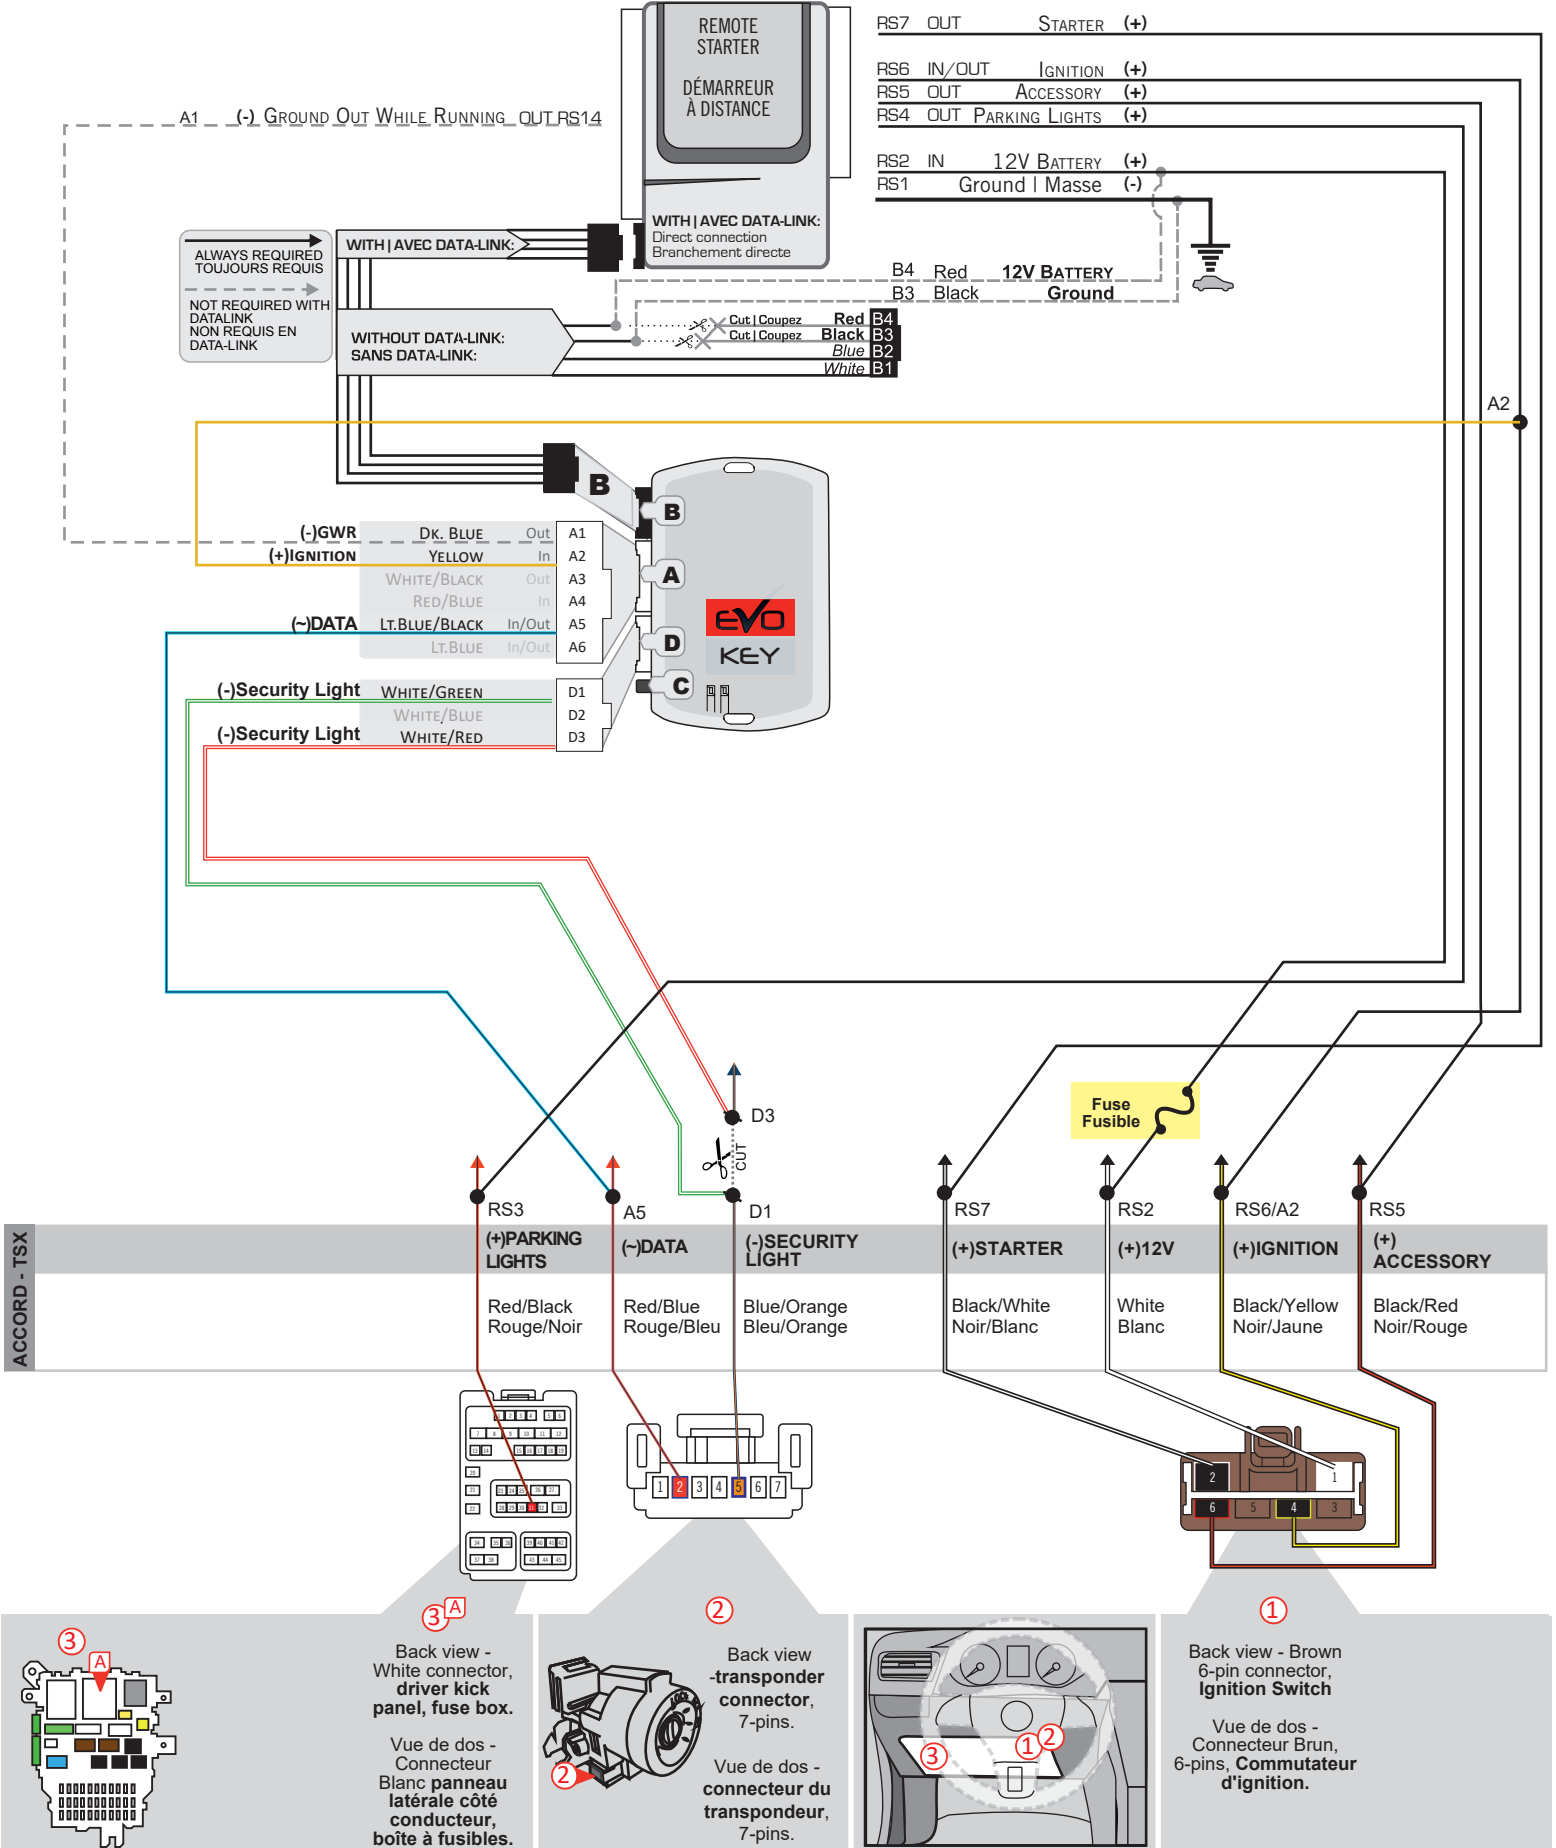 REMOTE
STARTER
DÉMARREUR
À DISTANCE
RS7 OUT STARTER (+)
RS6 IN/OUT IGNITION (+)
RS5 OUT ACCESSORY (+)
RS4 OUT PARKING LIGHTS (+)
RS2 IN 12V BATTERY (+)
RS1 Ground | Masse (-)
A1 (-) GROUND OUT WHILE RUNNING OUT RS14
WITH | AVEC DATA-LINK:
Direct connection
Branchement directe
ALWAYS REQUIRED
TOUJOURS REQUIS
NOT REQUIRED WITH
DATALINK
NON REQUIS EN
DATA-LINK
WITH | AVEC DATA-LINK:
WITHOUT DATA-LINK:
SANS DATA-LINK:
B4 Red 12V BATTERY
B3 Black Ground
Cut | Coupez Red B4
Cut | Coupez Black B3
Blue B2
White B1
A2
B
B
A
D
C
EVO
KEY
(-)GWR DK. BLUE Out A1
(+)IGNITION YELLOW In A2
WHITE/BLACK Out A3
RED/BLUE In A4
(~)DATA LT.BLUE/BLACK In/Out A5
LT.BLUE In/Out A6
(-)Security Light WHITE/GREEN D1
WHITE/BLUE D2
(-)Security Light WHITE/RED D3
Fuse
Fusible
D3
CUT
D1
RS3
A5
RS7
RS2
RS6/A2
RS5
ACCORD - TSX
(+)PARKING
LIGHTS
(~)DATA
(-)SECURITY
LIGHT
(+)STARTER
(+)12V
(+)IGNITION
(+)
ACCESSORY
Red/Black
Rouge/Noir
Red/Blue
Rouge/Bleu
Blue/Orange
Bleu/Orange
Black/White
Noir/Blanc
White
Blanc
Black/Yellow
Noir/Jaune
Black/Red
Noir/Rouge
1 2 3 4 5 6 7
2 1
6 5 4 3
3 A
3 A
Back view -
White connector,
driver kick
panel, fuse box.
Vue de dos -
Connecteur
Blanc panneau
latérale côté
conducteur,
boîte à fusibles.
2
2
Back view
-transponder
connector,
7-pins.
Vue de dos -
connecteur du
transpondeur,
7-pins.
3
1
2
1
Back view - Brown
6-pin connector,
Ignition Switch
Vue de dos -
Connecteur Brun,
6-pins, Commutateur
d'ignition.